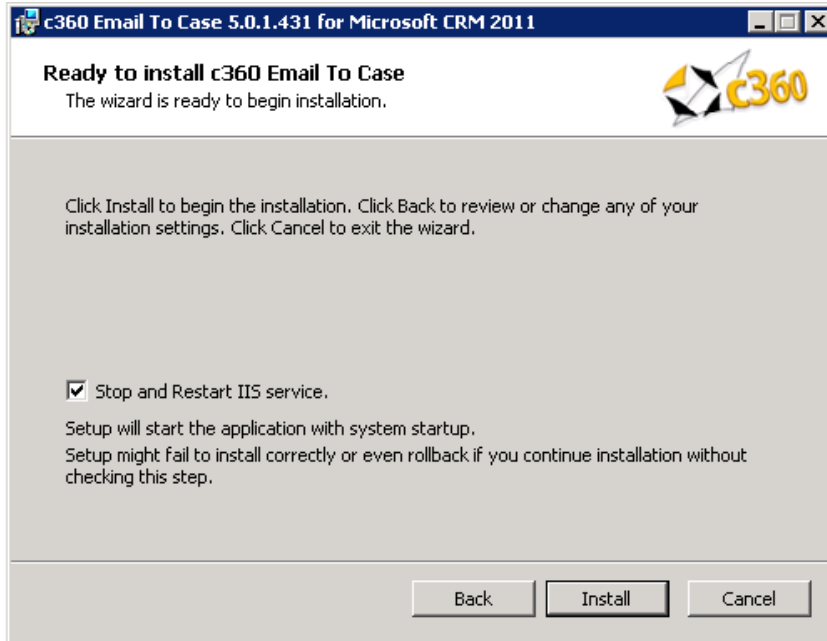 c360 Email To Case 5.0.1.431 for Microsoft CRM 2011
Ready to install c360 Email To Case
The wizard is ready to begin installation.
c360
Click Install to begin the installation. Click Back to review or change any of your
installation settings. Click Cancel to exit the wizard.
Stop and Restart IIS service.
Setup will start the application with system startup.
Setup might fail to install correctly or even rollback if you continue installation without
checking this step.
Back
Install
Cancel